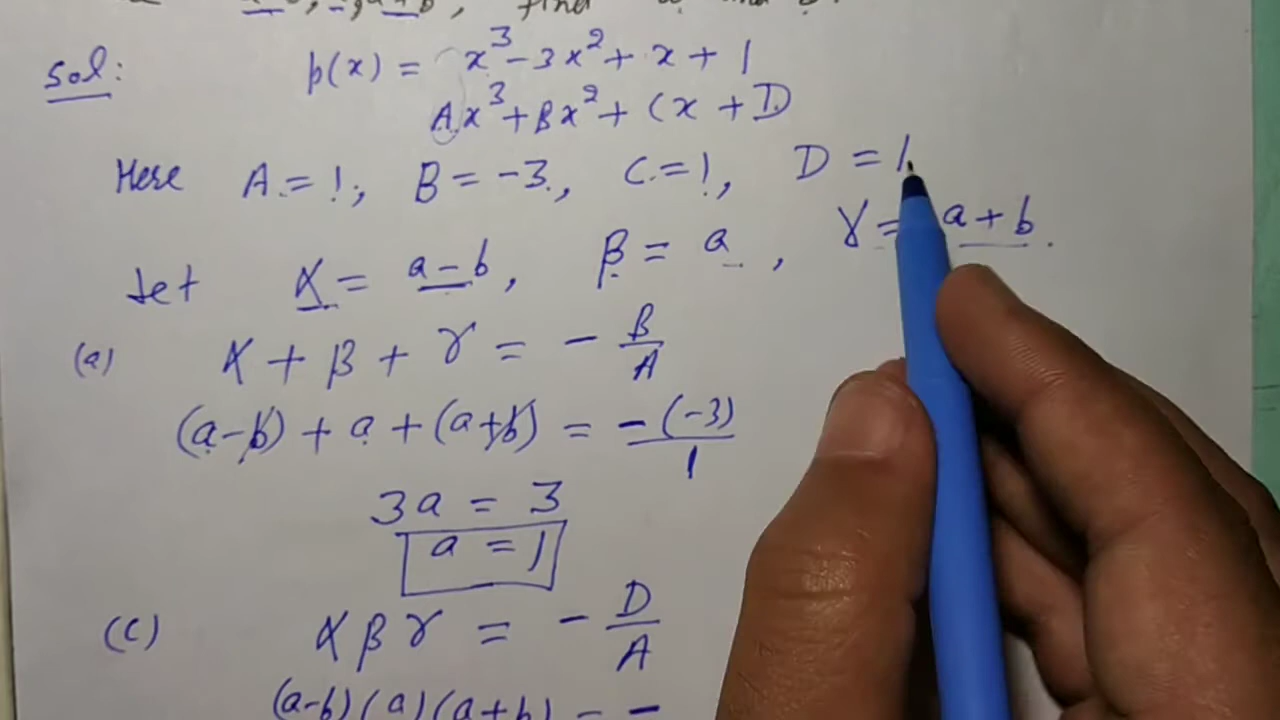 a+b, find
Sol:
p(x) = x³ - 3x² + x + 1
Ax³ + Bx² + Cx + D
Here A = 1, B = -3, C = 1, D = 1
Let α = a - b, β = a, γ = a + b.
(a) α + β + γ = - B/A
(a-b) + a + (a+b) = -(-3)/1
3a = 3
a = 1
(C) αβγ = - D/A
(a-b)(a)(a+b) = -